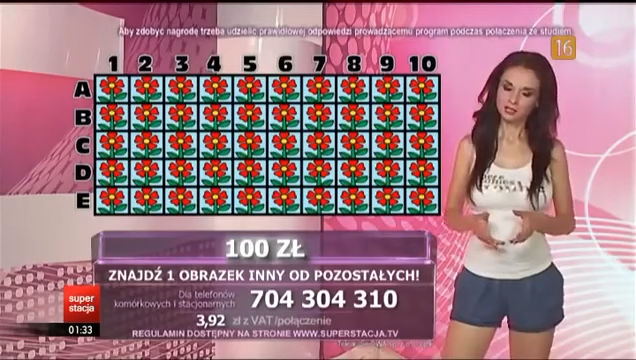 Aby zdobyć nagrodę trzeba udzielić prawidłowej odpowiedzi prowadzącemu program podczas połączenia ze studiem
16
1 2 3 4 5 6 7 8 9 10
A
B
C
D
E
100 ZŁ
ZNAJDŹ 1 OBRAZEK INNY OD POZOSTAŁYCH!
Dla telefonów
komórkowych i stacjonarnych
704 304 310
3,92 zł z VAT/połączenie
REGULAMIN DOSTĘPNY NA STRONIE WWW.SUPERSTACJA.TV
super
stacja
01:33